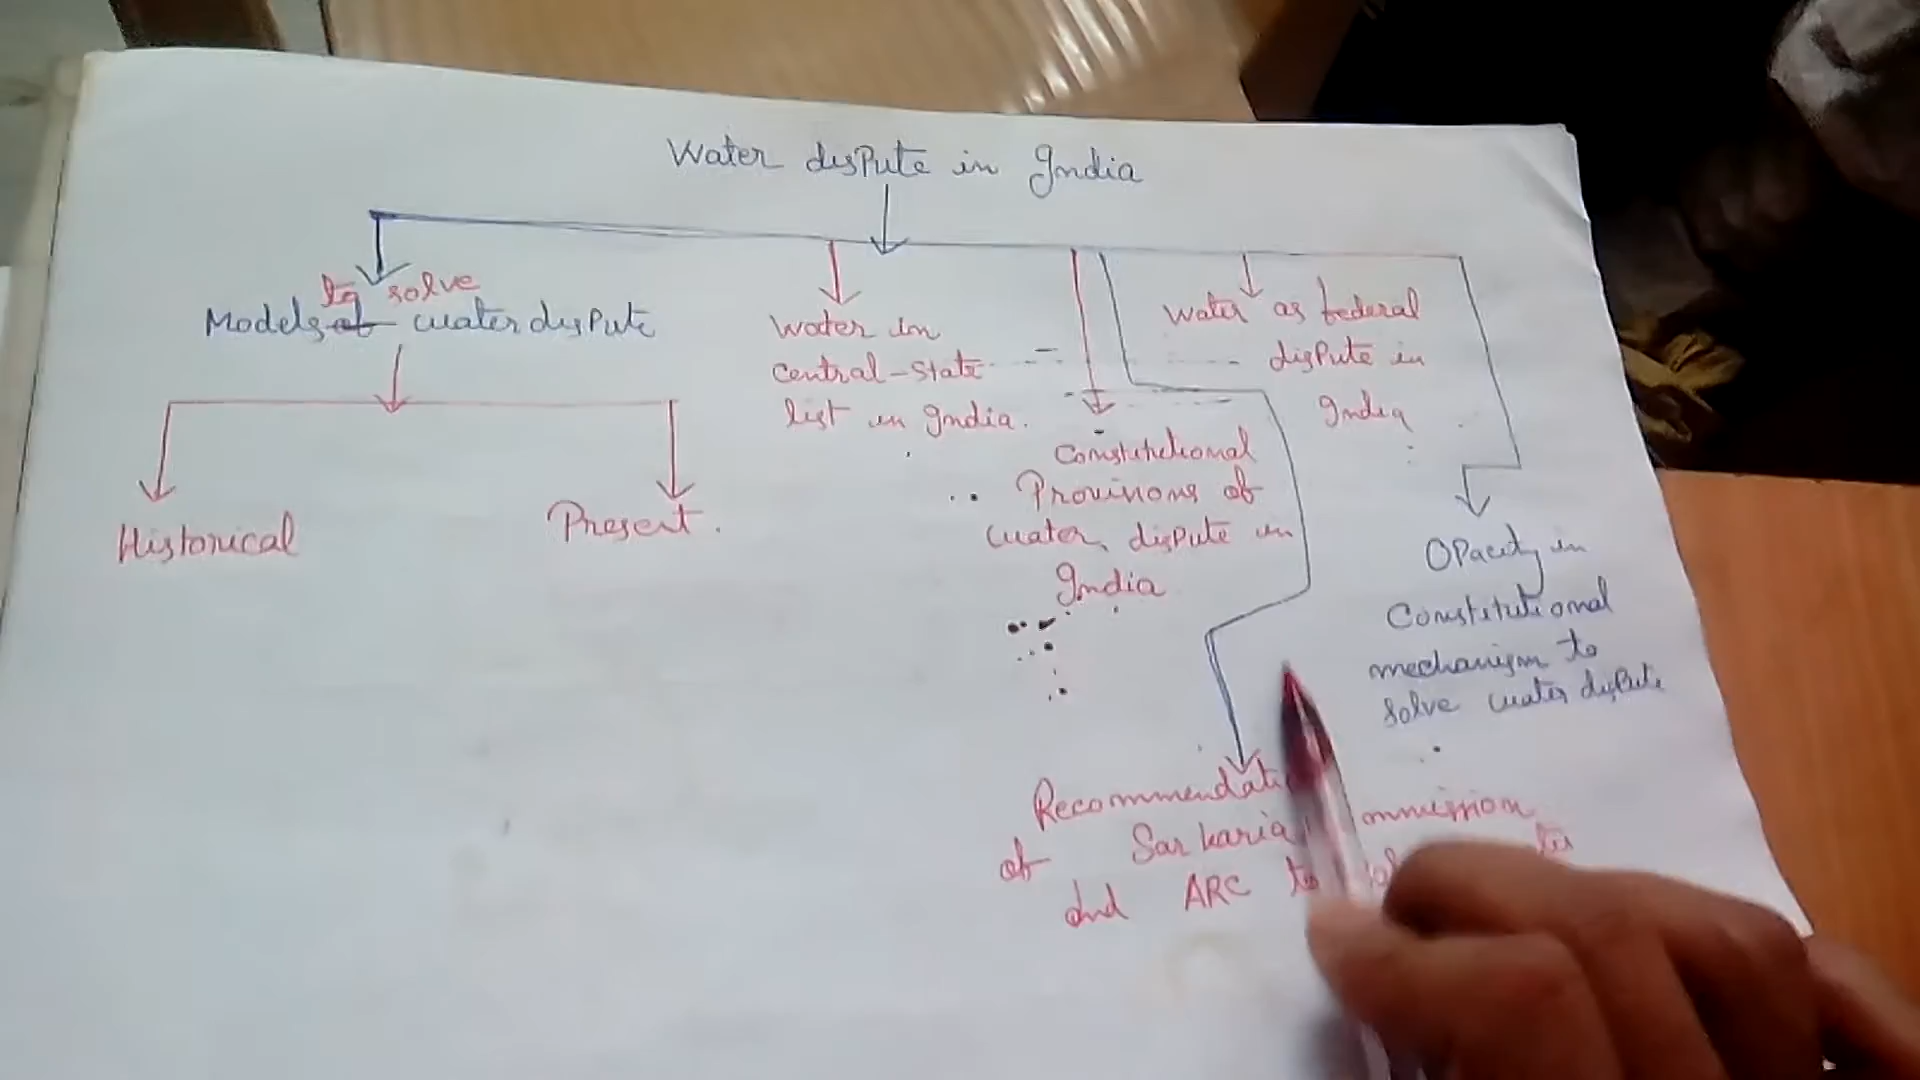 Water dispute in India
to solve
Models of water dispute
Historical
Present.
Water in
central-State
list in India.
Constitutional
Provisions of
water dispute in
India
Water as federal
dispute in
India
Opacity in
Constitutional
mechanism to
solve water dispute
Recommendati
of Sarkaria ommission
and ARC to